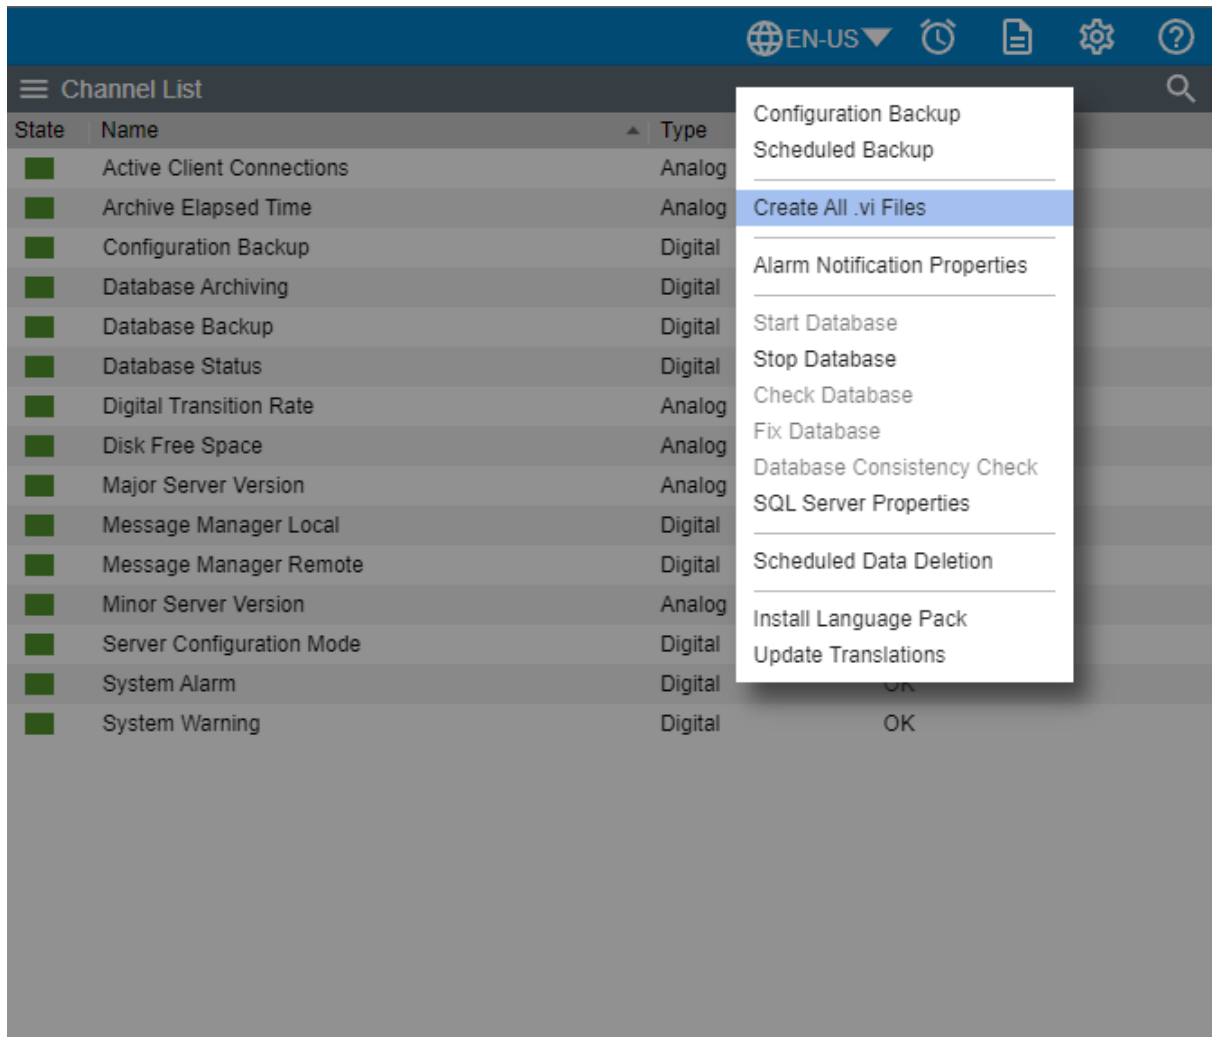 EN-US
Channel List
State Name Type
Active Client Connections Analog
Archive Elapsed Time Analog
Configuration Backup Digital
Database Archiving Digital
Database Backup Digital
Database Status Digital
Digital Transition Rate Analog
Disk Free Space Analog
Major Server Version Analog
Message Manager Local Digital
Message Manager Remote Digital
Minor Server Version Analog
Server Configuration Mode Digital
System Alarm Digital OK
System Warning Digital OK
Configuration Backup
Scheduled Backup
Create All .vi Files
Alarm Notification Properties
Start Database
Stop Database
Check Database
Fix Database
Database Consistency Check
SQL Server Properties
Scheduled Data Deletion
Install Language Pack
Update Translations